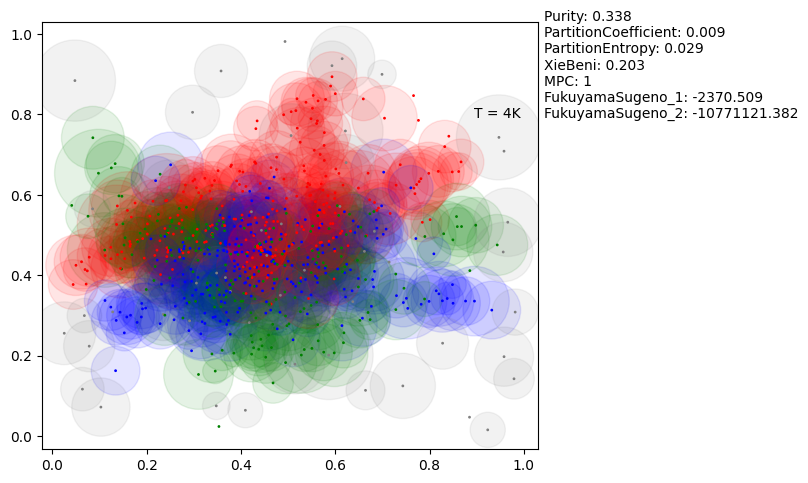 Purity: 0.338
PartitionCoefficient: 0.009
PartitionEntropy: 0.029
XieBeni: 0.203
MPC: 1
FukuyamaSugeno_1: -2370.509
FukuyamaSugeno_2: -10771121.382
T = 4K
1.0
0.8
0.6
0.4
0.2
0.0
0.0 0.2 0.4 0.6 0.8 1.0